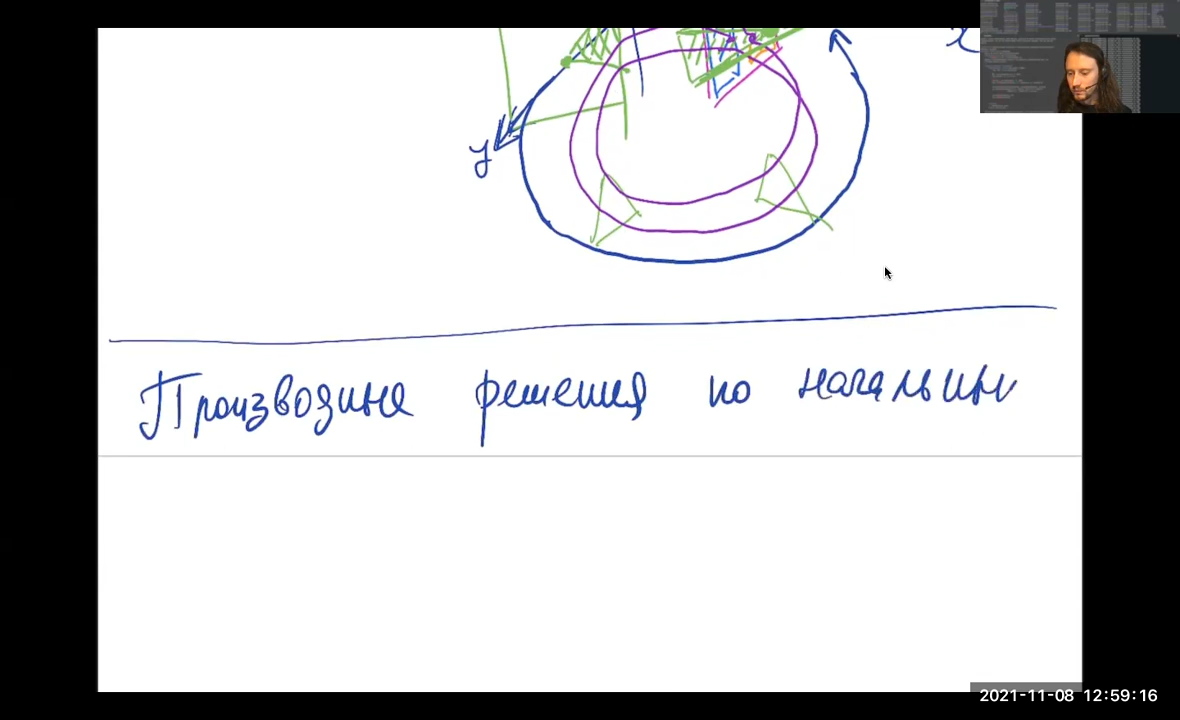 x
y
Производные решения по начальным
2021-11-08 12:59:16